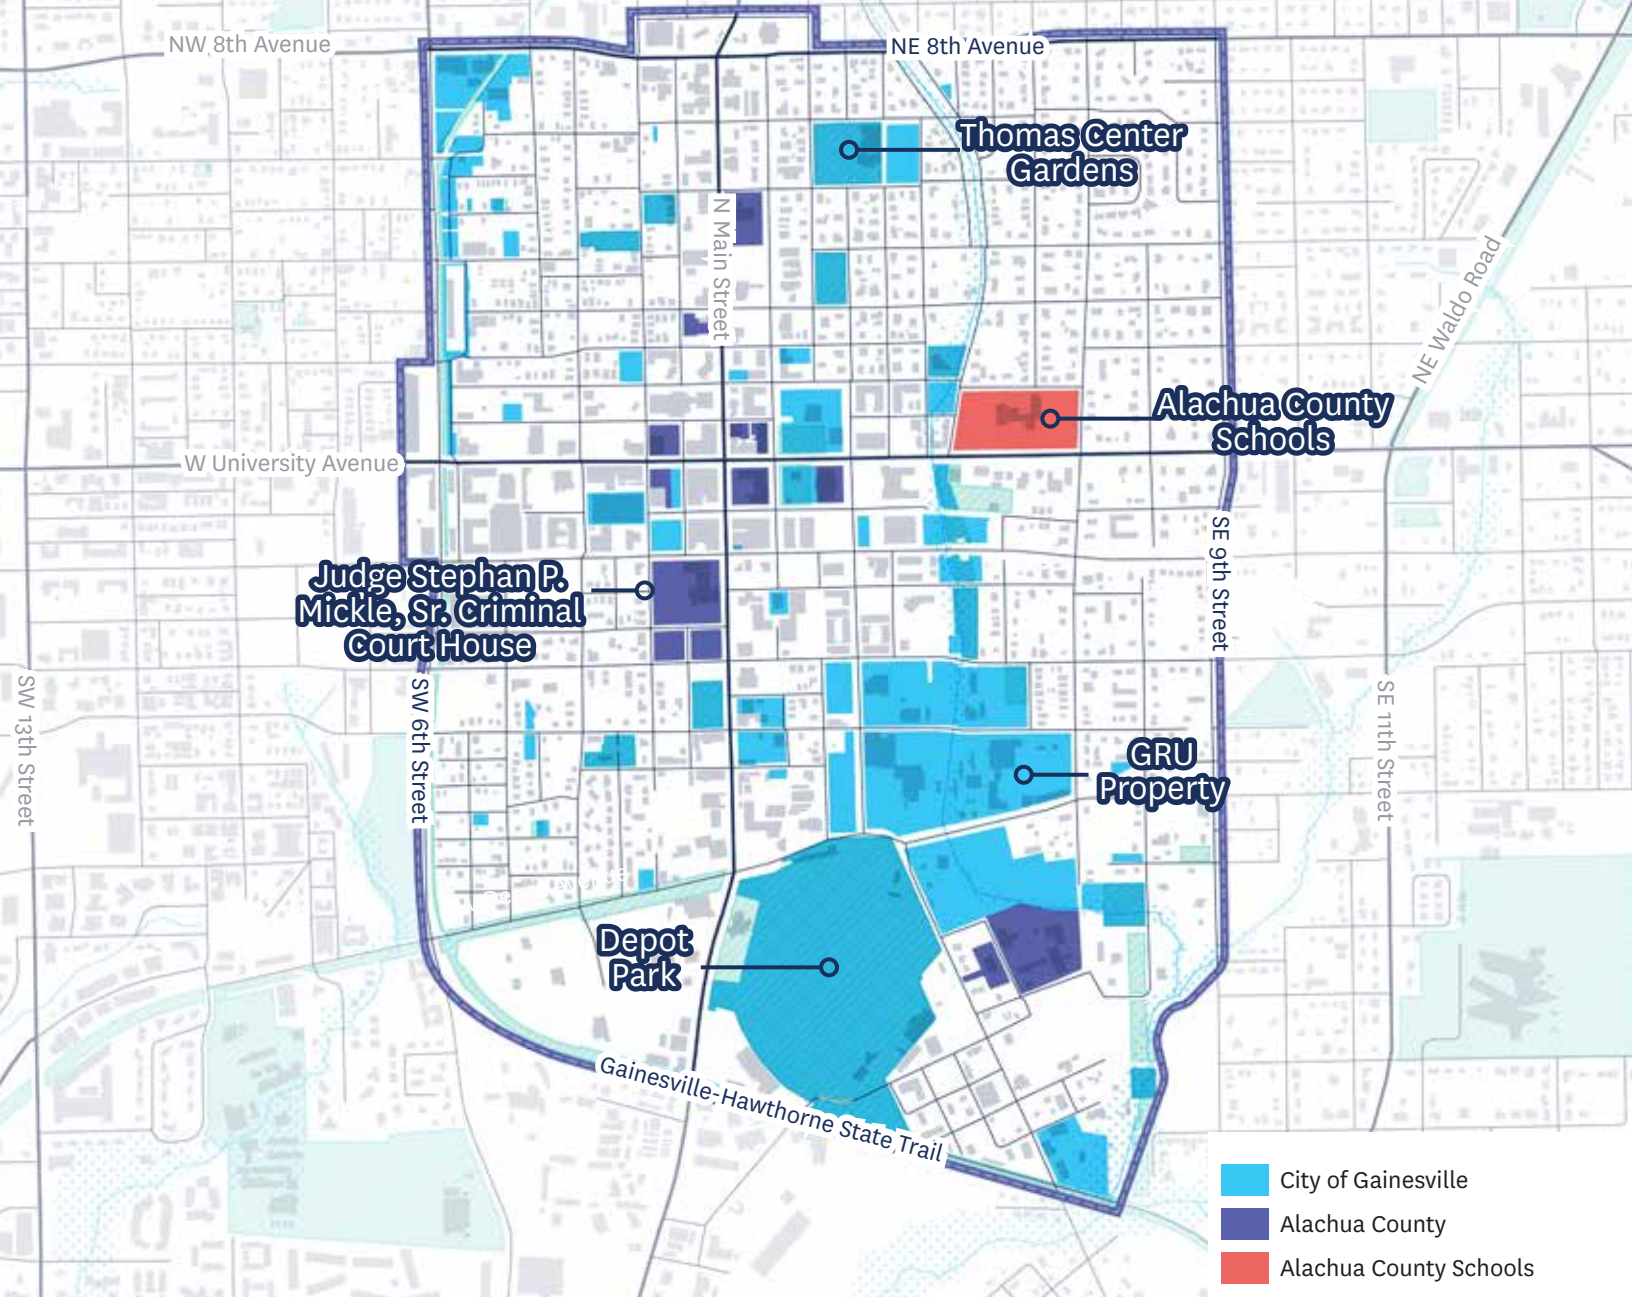 NW 8th Avenue
NE 8th Avenue
Thomas Center
Gardens
N Main Street
NE Waldo Road
Alachua County
Schools
W University Avenue
SE 9th Street
Judge Stephan P.
Mickle, Sr. Criminal
Court House
SW 13th Street
SW 6th Street
SE 11th Street
GRU
Property
Depot
Park
Gainesville-Hawthorne State Trail
City of Gainesville
Alachua County
Alachua County Schools